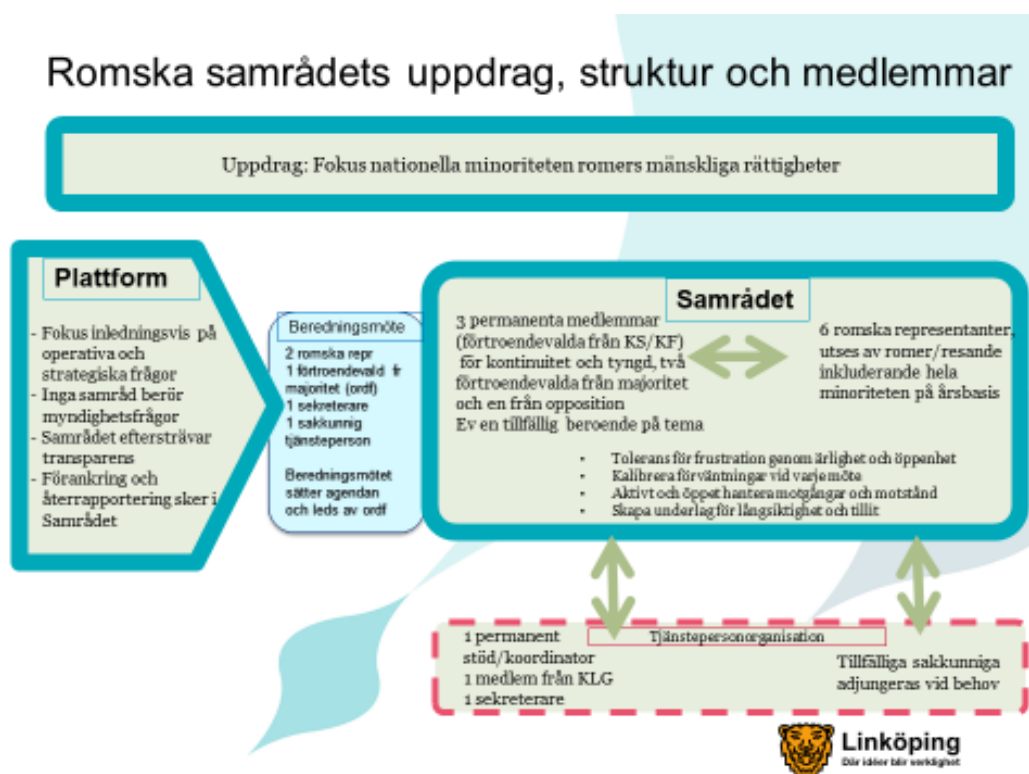 Romska samrådets uppdrag, struktur och medlemmar
Uppdrag: Fokus nationella minoriteten romers mänskliga rättigheter
Plattform
- Fokus inledningsvis på
operativa och
strategiska frågor
- Inga samråd berör
myndighetsfrågor
- Samrådet eftersträvar
transparens
- Förankring och
återrapportering sker i
Samrådet
Beredningsmöte
2 romska repr
1 förtroendevald fr
majoritet (ordf)
1 sekreterare
1 sakkunnig
tjänsteperson
Beredningsmötet
sätter agendan
och leds av ordf
Samrådet
3 permanenta medlemmar
(förtroendevalda från KS/KF)
för kontinuitet och tyngd, två
förtroendevalda från majoritet
och en från opposition
Ev en tillfällig beroende på tema
6 romska representanter,
utses av romer/resande
inkluderande hela
minoriteten på årsbasis
• Tolerans för frustration genom ärlighet och öppenhet
• Kalibrera förväntningar vid varje möte
• Aktivt och öppet hantera motgångar och motstånd
• Skapa underlag för långsiktighet och tillit
Tjänstepersonorganisation
1 permanent
stöd/koordinator
1 medlem från KLG
1 sekreterare
Tillfälliga sakkunniga
adjungeras vid behov
Linköping
Där idéer blir verklighet